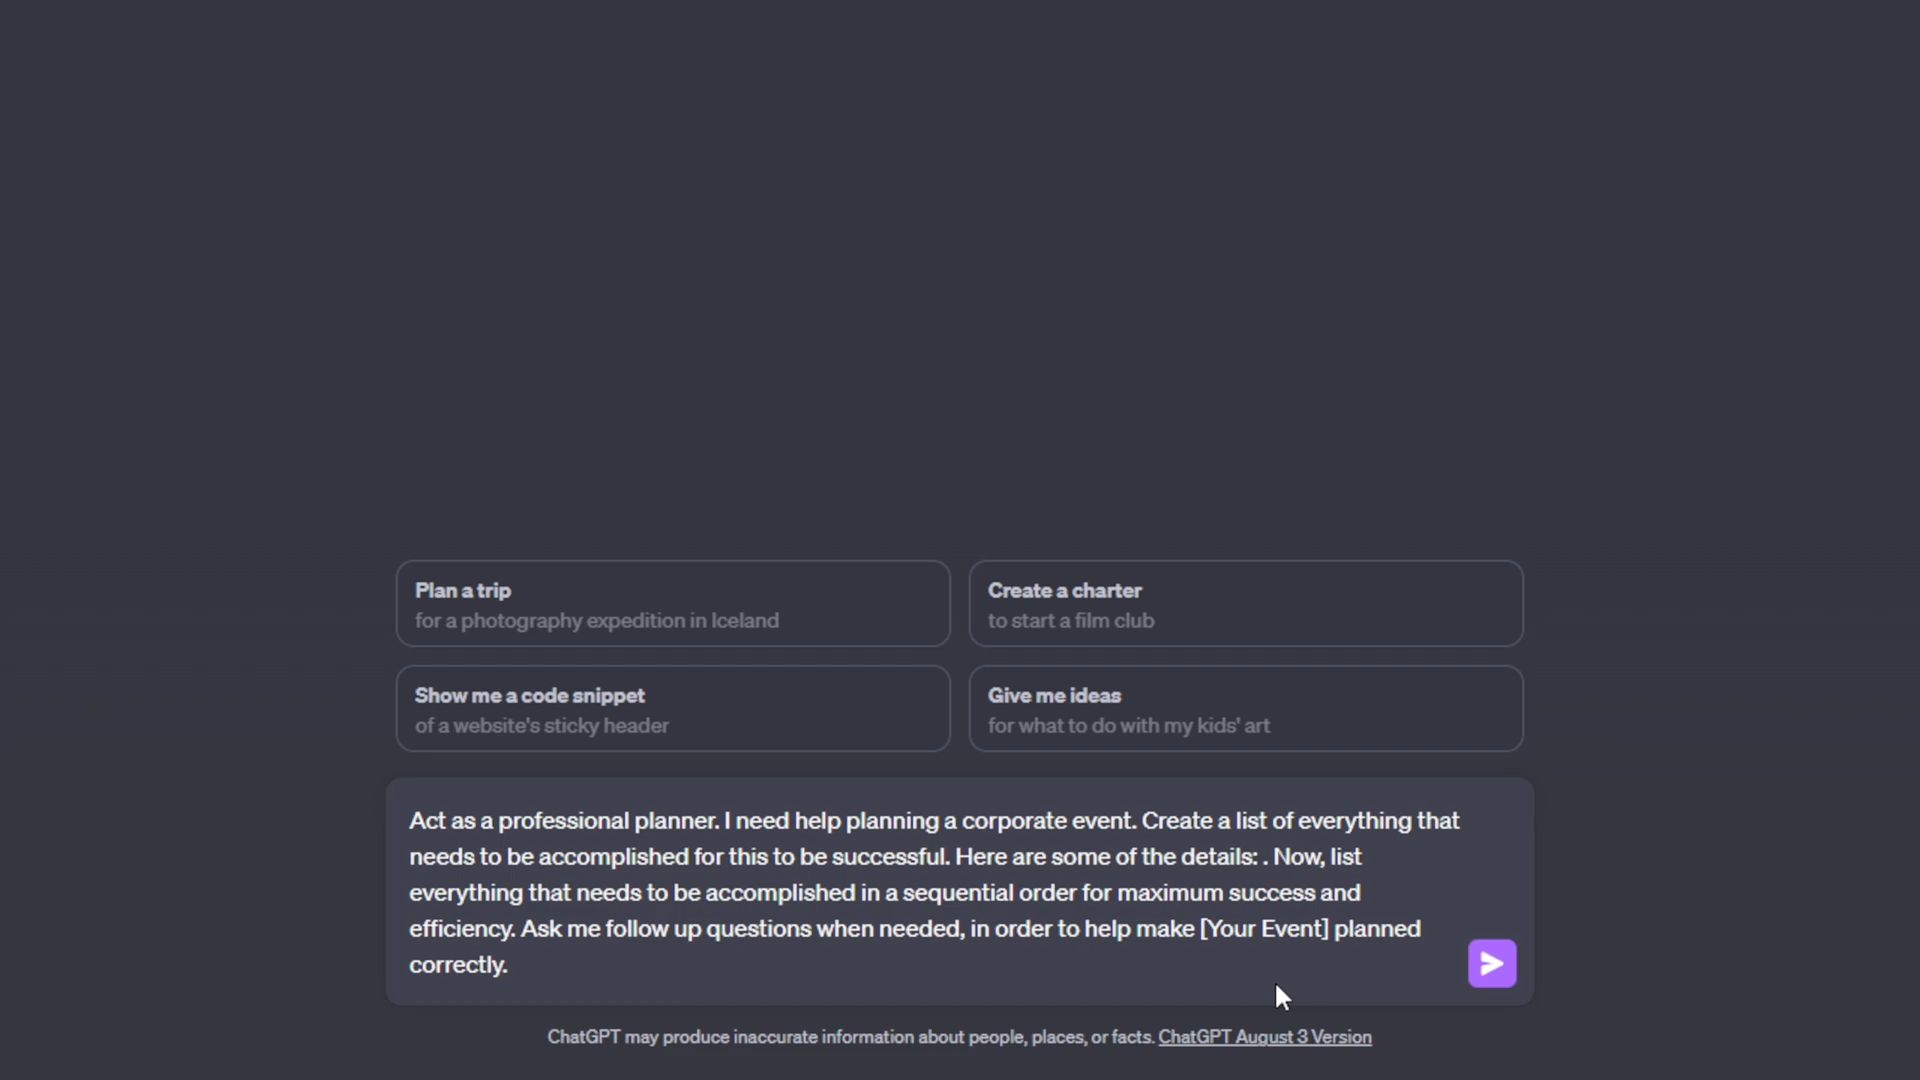 Plan a trip
for a photography expedition in Iceland
Create a charter
to start a film club
Show me a code snippet
of a website's sticky header
Give me ideas
for what to do with my kids' art
Act as a professional planner. I need help planning a corporate event. Create a list of everything that
needs to be accomplished for this to be successful. Here are some of the details: . Now, list
everything that needs to be accomplished in a sequential order for maximum success and
efficiency. Ask me follow up questions when needed, in order to help make [Your Event] planned
correctly.
ChatGPT may produce inaccurate information about people, places, or facts. ChatGPT August 3 Version